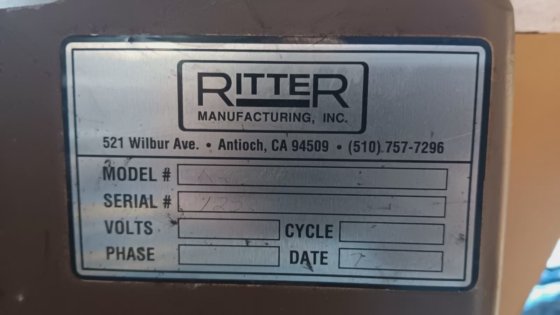 RITTER
MANUFACTURING, INC.
521 Wilbur Ave. • Antioch, CA 94509 • (510) 757-7296
MODEL #
SERIAL #
VOLTS CYCLE
PHASE DATE